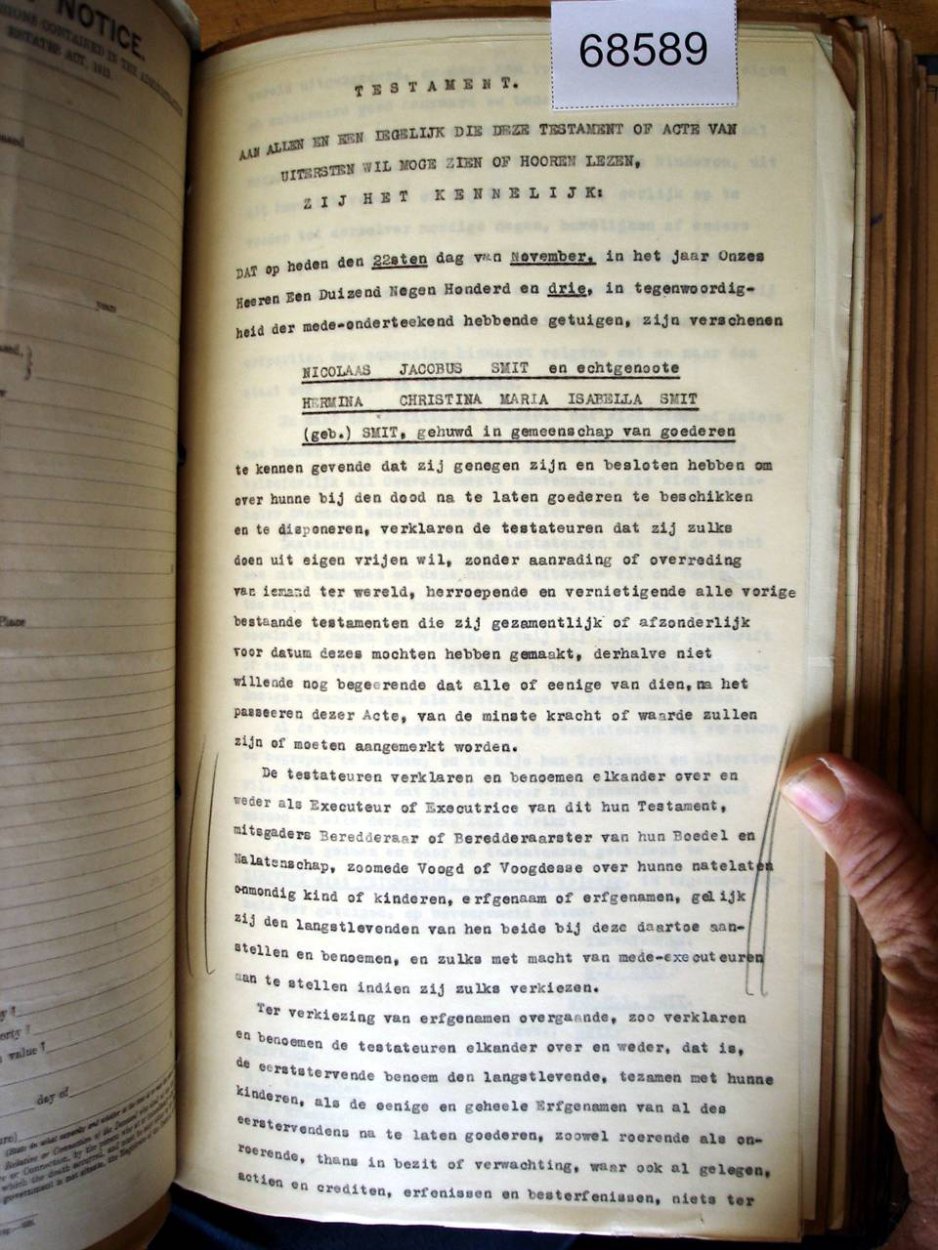 NOTICE.
ESTATES ACT, 1913.
years
Place
value ?
day of
68589
TESTAMENT.
AAN ALLEN EN EEN IEGELIJK DIE DEZE TESTAMENT OF ACTE VAN
UITERSTEN WIL MOGE ZIEN OF HOOREN LEZEN,
ZIJ HET KENNELIJK:
DAT op heden den 22sten dag van November, in het jaar Onzes
Heeren Een Duizend Negen Honderd en drie, in tegenwoordig-
heid der mede-onderteekend hebbende getuigen, zijn verschenen
NICOLAAS JACOBUS SMIT en echtgenoote
HERMINA CHRISTINA MARIA ISABELLA SMIT
(geb.) SMIT, gehuwd in gemeenschap van goederen
te kennen gevende dat zij genegen zijn en besloten hebben om
over hunne bij den dood na te laten goederen te beschikken
en te disponeren, verklaren de testateuren dat zij zulks
doen uit eigen vrijen wil, zonder aanrading of overreding
van iemand ter wereld, herroepende en vernietigende alle vorige
bestaande testamenten die zij gezamentlijk of afzonderlijk
voor datum dezes mochten hebben gemaakt, derhalve niet
willende nog begeerende dat alle of eenige van dien, na het
passeeren dezer Acte, van de minste kracht of waarde zullen
zijn of moeten aangemerkt worden.
De testateuren verklaren en benoemen elkander over en
weder als Executeur of Executrice van dit hun Testament,
mitsgaders Beredderaar of Beredderaarster van hun Boedel en
Nalatenschap, zoomede Voogd of Voogdesse over hunne natelaten
onmondig kind of kinderen, erfgenaam of erfgenamen, gelijk
zij den langstlevenden van hen beide bij deze daartoe aan-
stellen en benoemen, en zulks met macht van mede-executeuren
aan te stellen indien zij zulks verkiezen.
Ter verkiezing van erfgenamen overgaande, zoo verklaren
en benoemen de testateuren elkander over en weder, dat is,
de eerststervende benoem den langstlevende, tezamen met hunne
kinderen, als de eenige en geheele Erfgenamen van al des
eerstervendens na te laten goederen, zoowel roerende als on-
roerende, thans in bezit of verwachting, waar ook al gelegen,
actien en crediten, erfenissen en besterfenissen, niets ter